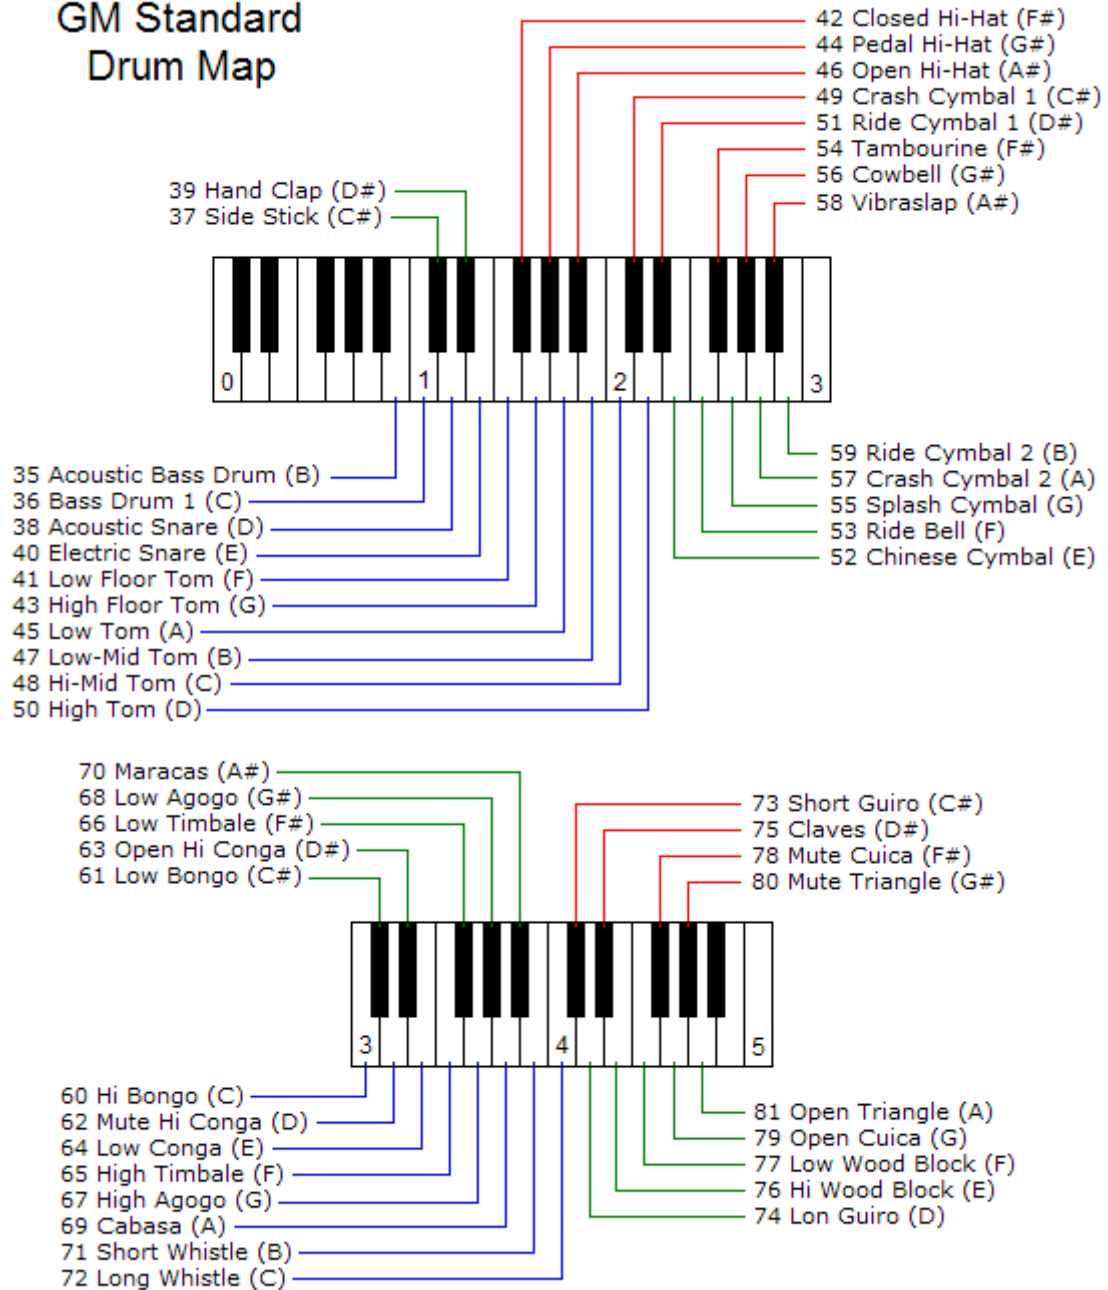 GM Standard
Drum Map
42 Closed Hi-Hat (F#)
44 Pedal Hi-Hat (G#)
46 Open Hi-Hat (A#)
49 Crash Cymbal 1 (C#)
51 Ride Cymbal 1 (D#)
54 Tambourine (F#)
56 Cowbell (G#)
58 Vibraslap (A#)
39 Hand Clap (D#)
37 Side Stick (C#)
0 1 2 3
35 Acoustic Bass Drum (B)
36 Bass Drum 1 (C)
38 Acoustic Snare (D)
40 Electric Snare (E)
41 Low Floor Tom (F)
43 High Floor Tom (G)
45 Low Tom (A)
47 Low-Mid Tom (B)
48 Hi-Mid Tom (C)
50 High Tom (D)
59 Ride Cymbal 2 (B)
57 Crash Cymbal 2 (A)
55 Splash Cymbal (G)
53 Ride Bell (F)
52 Chinese Cymbal (E)
70 Maracas (A#)
68 Low Agogo (G#)
66 Low Timbale (F#)
63 Open Hi Conga (D#)
61 Low Bongo (C#)
73 Short Guiro (C#)
75 Claves (D#)
78 Mute Cuica (F#)
80 Mute Triangle (G#)
3 4 5
60 Hi Bongo (C)
62 Mute Hi Conga (D)
64 Low Conga (E)
65 High Timbale (F)
67 High Agogo (G)
69 Cabasa (A)
71 Short Whistle (B)
72 Long Whistle (C)
81 Open Triangle (A)
79 Open Cuica (G)
77 Low Wood Block (F)
76 Hi Wood Block (E)
74 Lon Guiro (D)